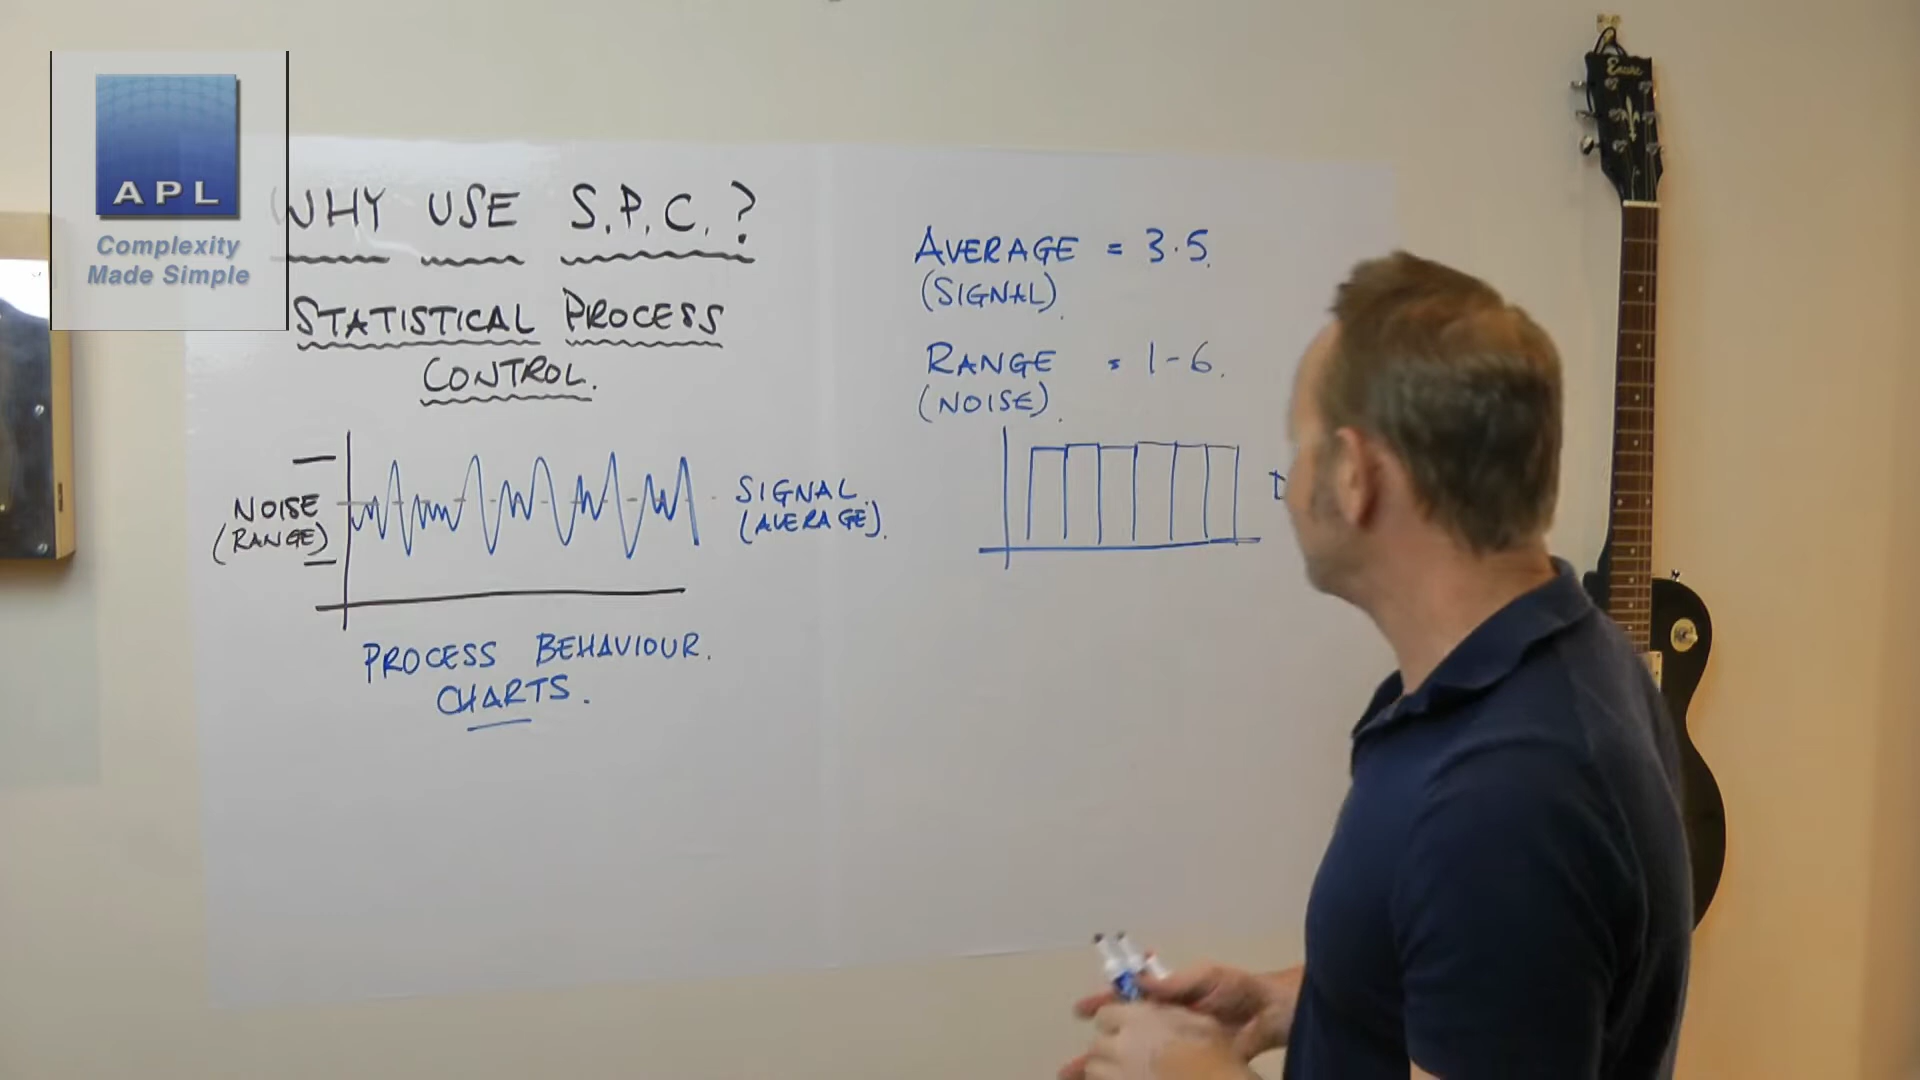 APL
Complexity
Made Simple
WHY USE S.P.C.?
STATISTICAL PROCESS
CONTROL.
NOISE
(RANGE)
SIGNAL.
(AVERAGE).
PROCESS BEHAVIOUR.
CHARTS.
AVERAGE = 3.5.
(SIGNAL).
RANGE = 1-6.
(NOISE).
Encore